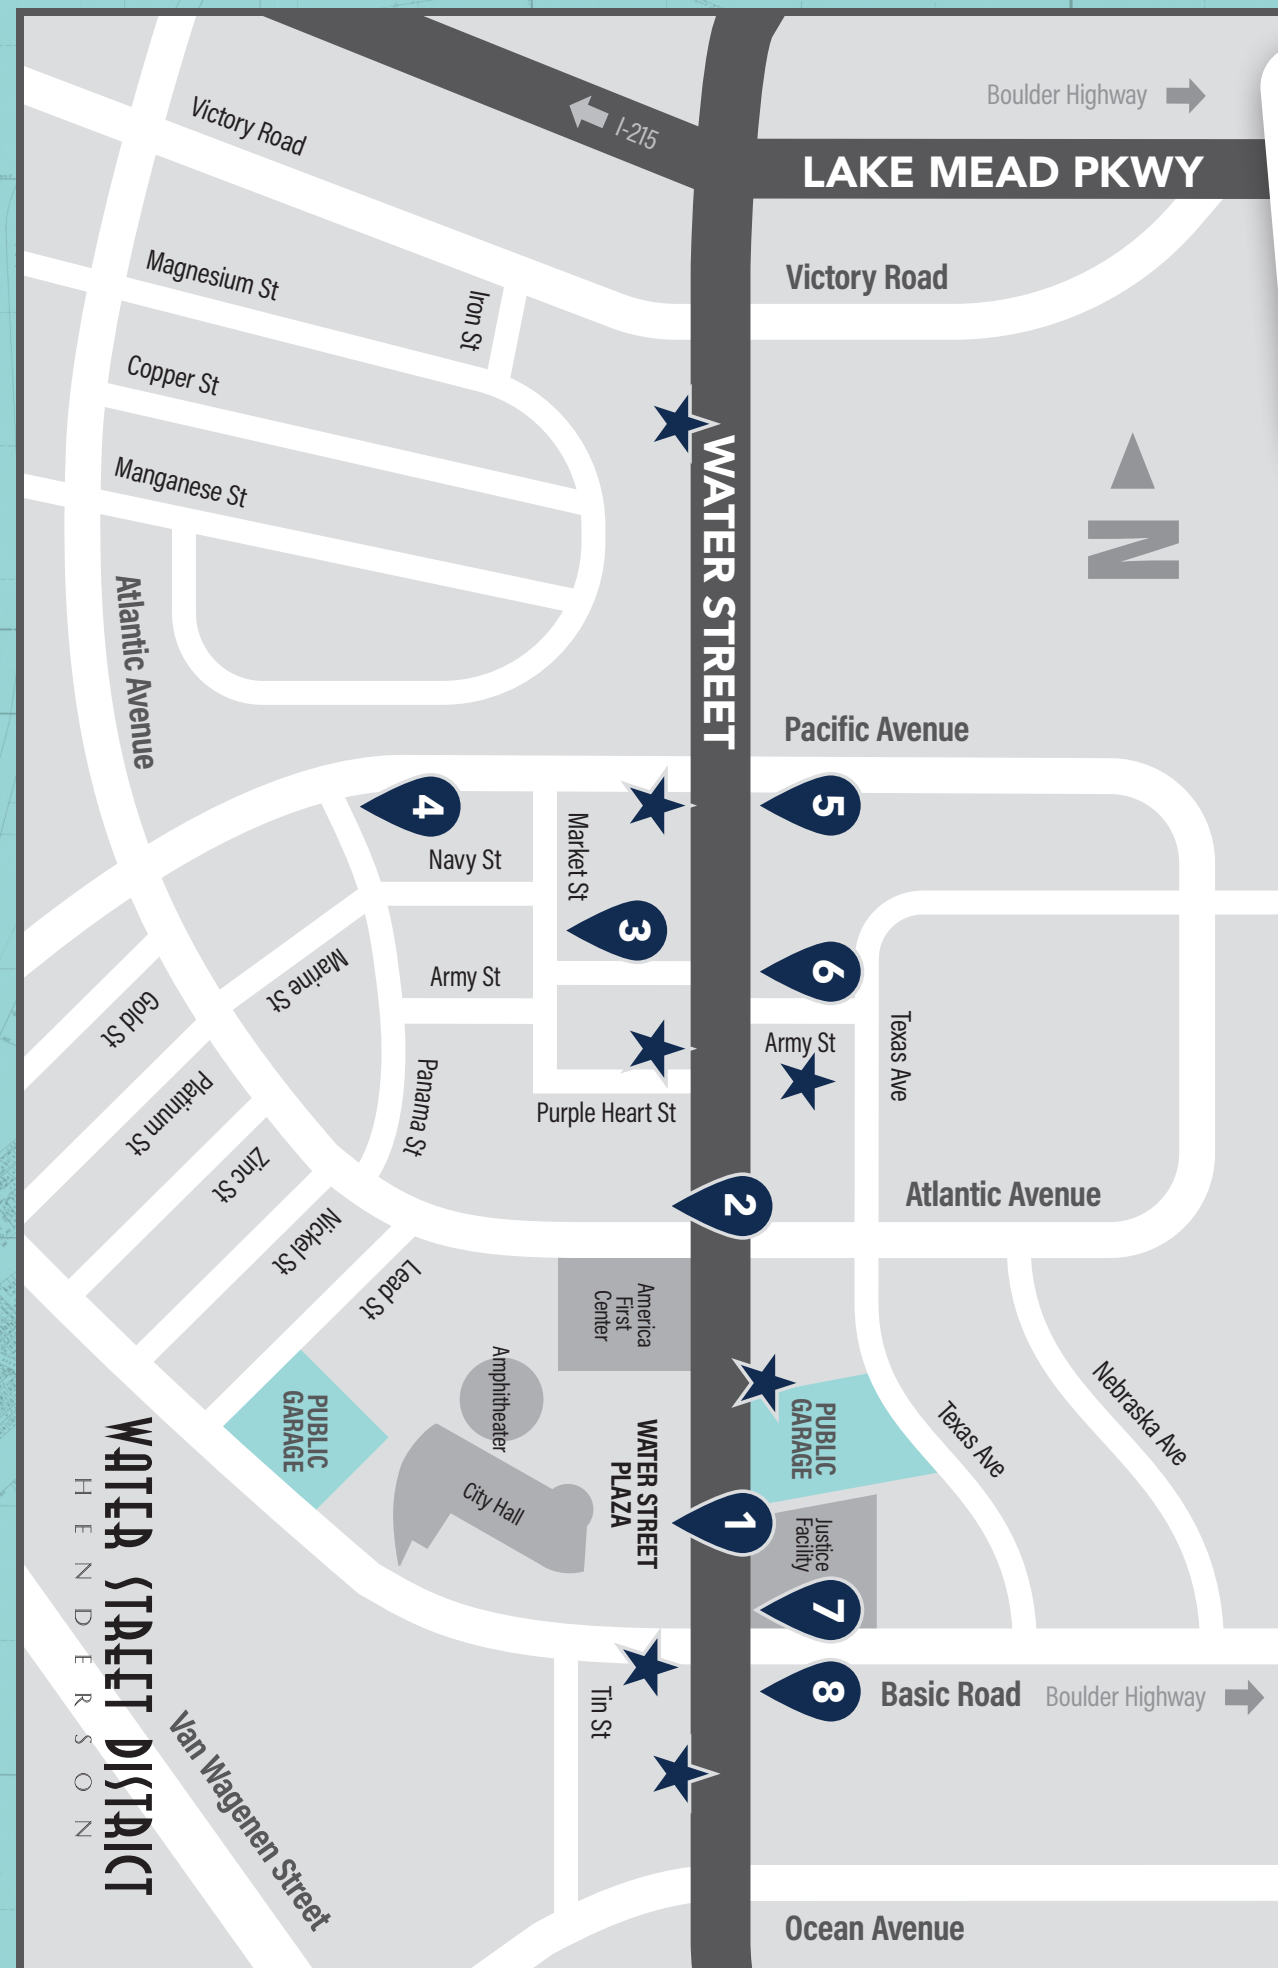 Boulder Highway
I-215
LAKE MEAD PKWY
Victory Road
Victory Road
Magnesium St
Iron St
Copper St
Manganese St
WATER STREET
N
Atlantic Avenue
Pacific Avenue
4
5
Market St
Navy St
3
6
Marine St
Army St
Gold St
Texas Ave
Army St
Panama St
Platinum St
Purple Heart St
Zinc St
2
Atlantic Avenue
Nickel St
Lead St
America
First
Center
Amphitheater
PUBLIC
GARAGE
PUBLIC
GARAGE
Nebraska Ave
Texas Ave
City Hall
WATER STREET
PLAZA
1
Justice
Facility
7
8
Basic Road
Boulder Highway
Tin St
WATER STREET DISTRICT
HENDERSON
Van Wagenen Street
Ocean Avenue